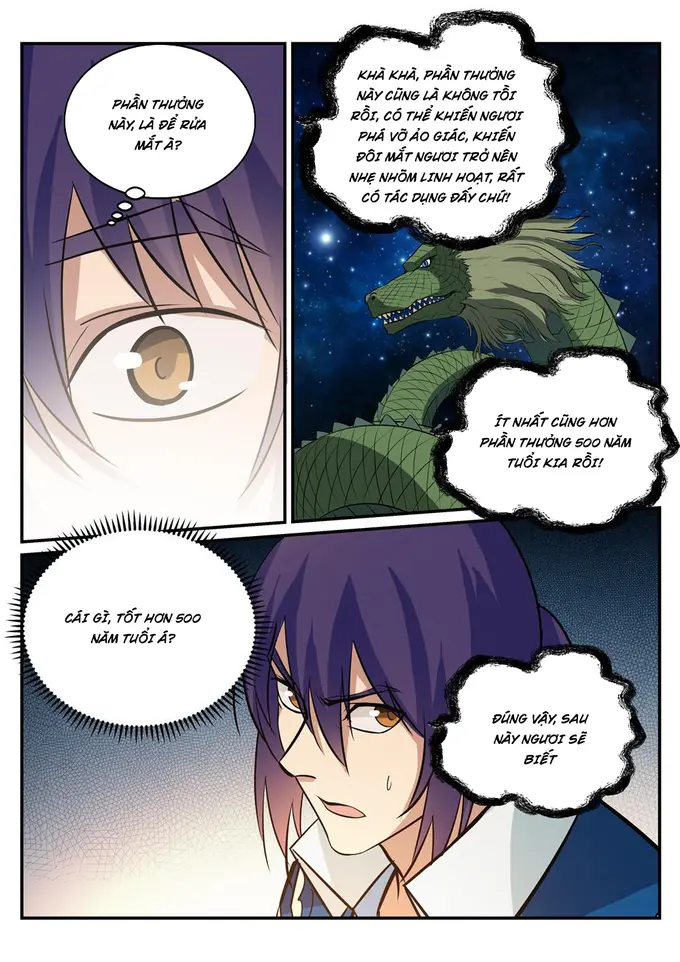 PHẦN THƯỞNG
NÀY, LÀ ĐỂ RỬA
MẮT À?
KHÀ KHÀ, PHẦN THƯỞNG
NÀY CŨNG LÀ KHÔNG TỒI
RỒI, CÓ THỂ KHIẾN NGƯƠI
PHÁ VỠ ẢO GIÁC, KHIẾN
ĐÔI MẮT NGƯƠI TRỞ NÊN
NHẸ NHÕM LINH HOẠT, RẤT
CÓ TÁC DỤNG ĐẤY CHỨ!
ÍT NHẤT CŨNG HƠN
PHẦN THƯỞNG 500 NĂM
TUỔI KIA RỒI!
CÁI GÌ, TỐT HƠN 500
NĂM TUỔI Á?
ĐÚNG VẬY, SAU
NÀY NGƯƠI SẼ
BIẾT